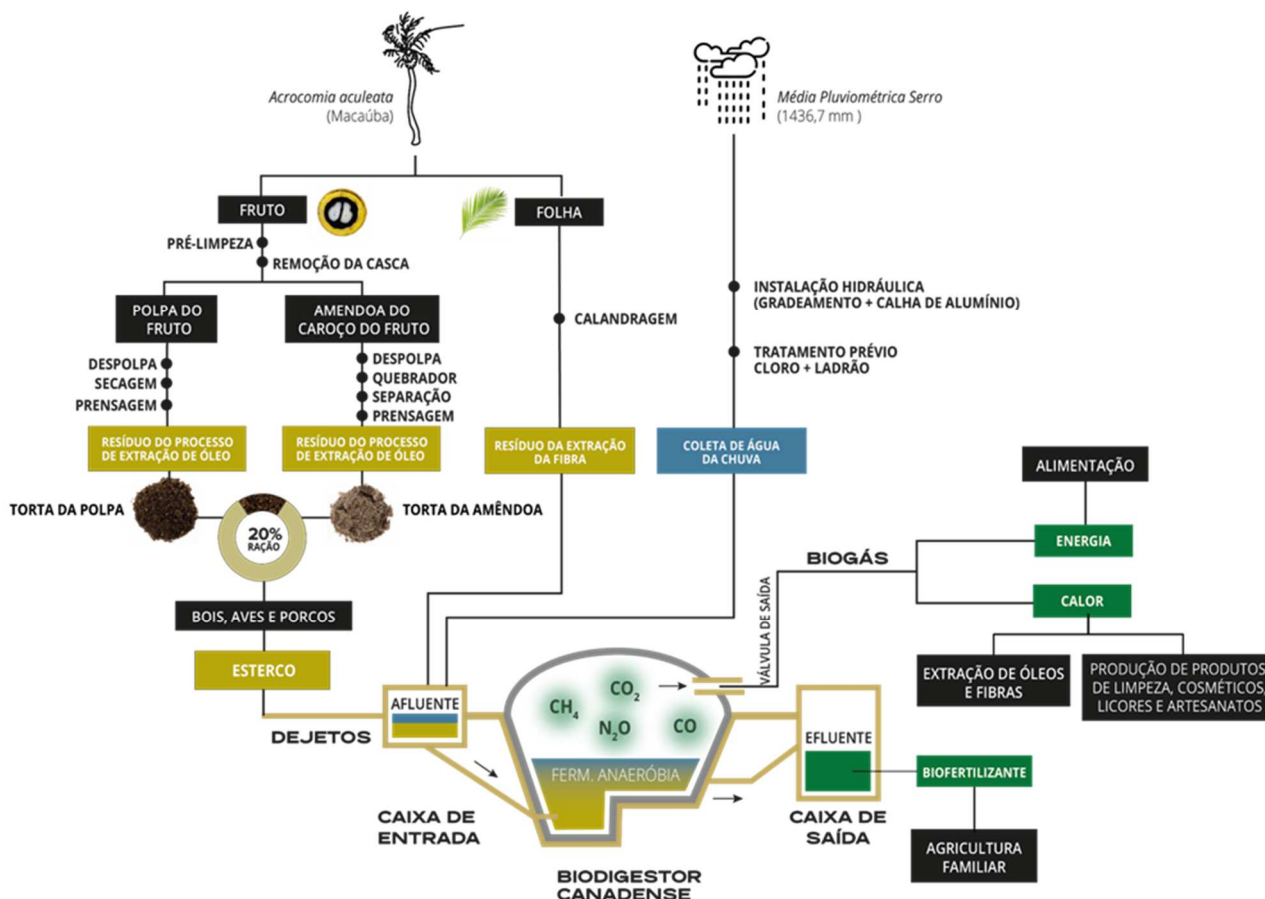 Acrocomia aculeata
(Macaúba)
Média Pluviométrica Serro
(1436,7 mm )
FRUTO
FOLHA
PRÉ-LIMPEZA
REMOÇÃO DA CASCA
POLPA DO
FRUTO
AMENDOA DO
CAROÇO DO FRUTO
CALANDRAGEM
INSTALAÇÃO HIDRÁULICA
(GRADEAMENTO + CALHA DE ALUMÍNIO)
DESPOLPA
SECAGEM
PRENSAGEM
DESPOLPA
QUEBRADOR
SEPARAÇÃO
PRENSAGEM
TRATAMENTO PRÉVIO
CLORO + LADRÃO
RESÍDUO DO PROCESSO
DE EXTRAÇÃO DE ÓLEO
RESÍDUO DO PROCESSO
DE EXTRAÇÃO DE ÓLEO
RESÍDUO DA EXTRAÇÃO
DA FIBRA
COLETA DE ÁGUA
DA CHUVA
TORTA DA POLPA
20%
RAÇÃO
TORTA DA AMÊNDOA
BOIS, AVES E PORCOS
ESTERCO
DEJETOS
AFLUENTE
CAIXA DE
ENTRADA
CH₄
CO₂
N₂O
CO
FERM. ANAERÓBIA
BIODIGESTOR
CANADENSE
VÁLVULA DE SAÍDA
BIOGÁS
ALIMENTAÇÃO
ENERGIA
CALOR
EXTRAÇÃO DE ÓLEOS
E FIBRAS
PRODUÇÃO DE PRODUTOS
DE LIMPEZA, COSMÉTICOS,
LICORES E ARTESANATOS
EFLUENTE
CAIXA DE
SAÍDA
BIOFERTILIZANTE
AGRICULTURA
FAMILIAR